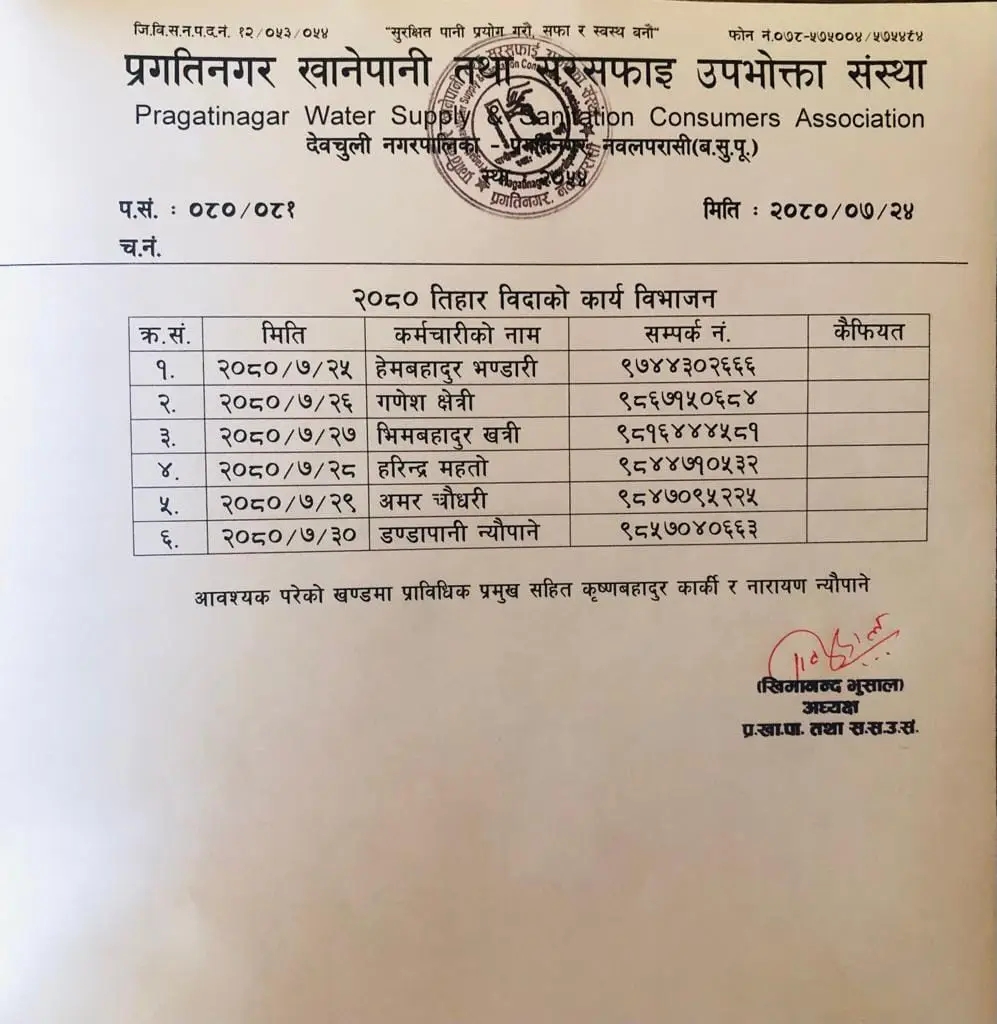 जि.वि.स.न.प.द.नं. १२/०५३/०५४ "सुरक्षित पानी प्रयोग गरौं, सफा र स्वस्थ बनौं" फोन नं.०७८-५७५००४/५७५४९४
प्रगतिनगर खानेपानी तथा सरसफाइ उपभोक्ता संस्था
Pragatinagar Water Supply & Sanitation Consumers Association
देवचुली नगरपालिका - प्रगतिनगर, नवलपरासी(ब.सु.पू.)
स्था : २०५४
प.सं. : ०८०/०८१ मिति : २०८०/०७/२४
च.नं.
२०८० तिहार विदाको कार्य विभाजन
क्र.सं. मिति कर्मचारीको नाम सम्पर्क नं. कैफियत
१. २०८०/७/२५ हेमबहादुर भण्डारी ९७४४३०२६६६
२. २०८०/७/२६ गणेश क्षेत्री ९८६७१५०६८४
३. २०८०/७/२७ भिमबहादुर खत्री ९८१६४४४५८१
४. २०८०/७/२८ हरिन्द्र महतो ९८४४७१०५३२
५. २०८०/७/२९ अमर चौधरी ९८४७०९५२२५
६. २०८०/७/३० डण्डापानी न्यौपाने ९८५७०४०६६३
आवश्यक परेको खण्डमा प्राविधिक प्रमुख सहित कृष्णबहादुर कार्की र नारायण न्यौपाने
(खिमानन्द भुसाल)
अध्यक्ष
प्र.खा.पा. तथा स.स.उ.सं.